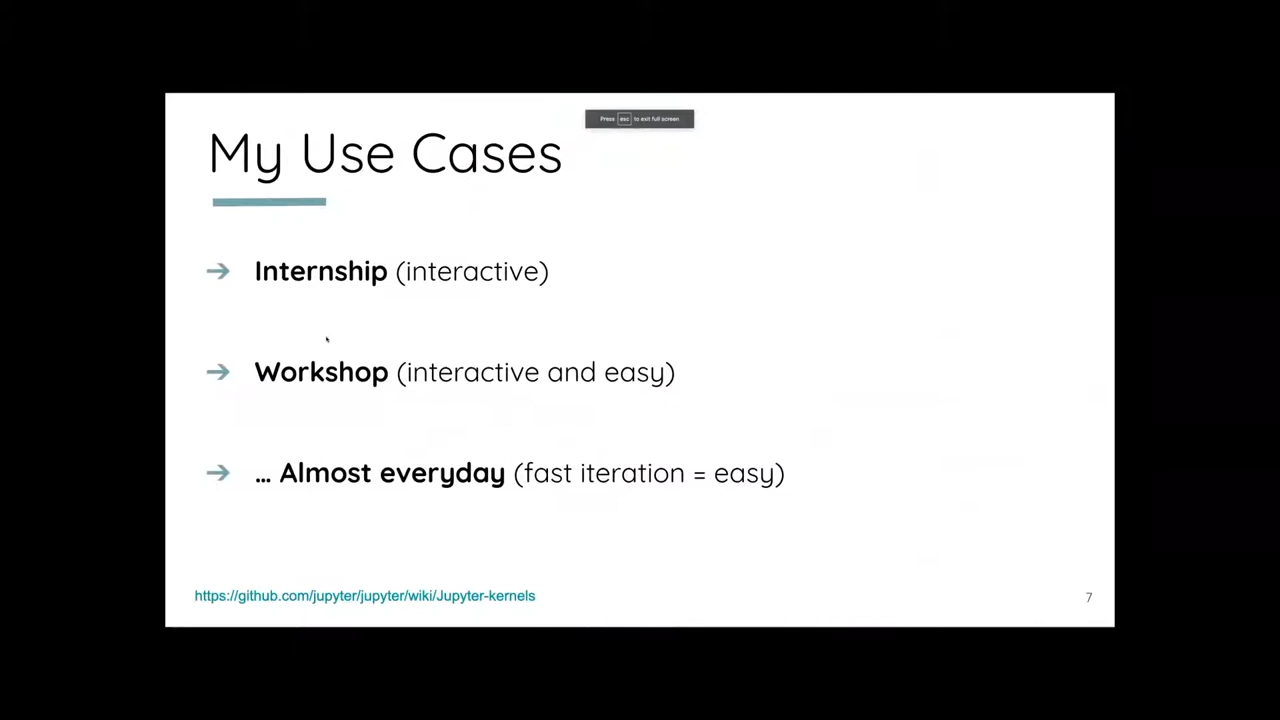 Press esc to exit full screen
My Use Cases
➔ Internship (interactive)
➔ Workshop (interactive and easy)
➔ ... Almost everyday (fast iteration = easy)
https://github.com/jupyter/jupyter/wiki/Jupyter-kernels
7